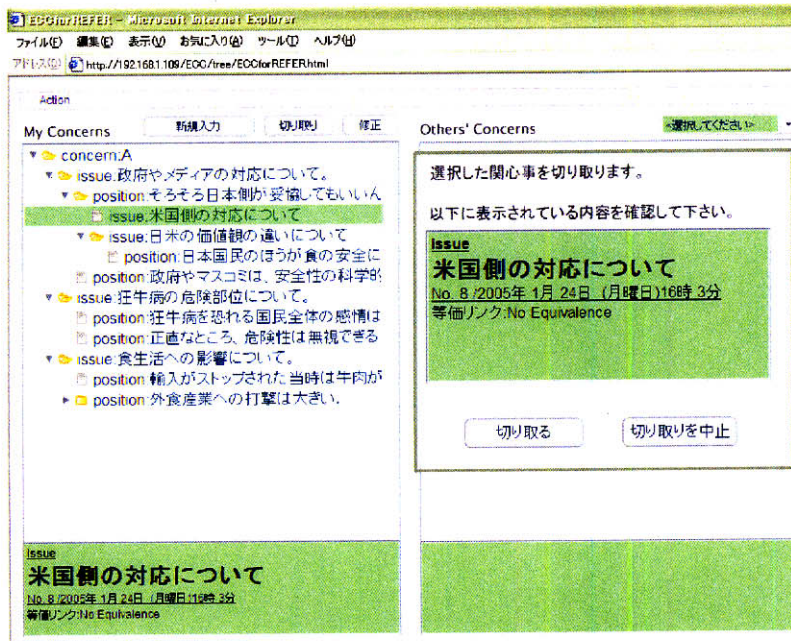 ECCforREFER - Microsoft Internet Explorer
ファイル(F) 編集(E) 表示(V) お気に入り(A) ツール(T) ヘルプ(H)
アドレス(D) http://192.168.1.109/ECC/tree/ECCforREFER.html
Action
My Concerns 新規入力 切り取り 修正
concern:A
issue:政府やメディアの対応について。
position:そろそろ日本側が妥協してもいいん
issue:米国側の対応について
issue:日米の価値観の違いについて
position:日本国民のほうが食の安全に
position:政府やマスコミは、安全性の科学的
issue:狂牛病の危険部位について。
position:狂牛病を恐れる国民全体の感情は
position:正直なところ、危険性は無視できる
issue:食生活への影響について。
position:輸入がストップされた当時は牛肉が
position:外食産業への打撃は大きい.
Issue
米国側の対応について
No. 8 /2005年 1月 24日 (月曜日)16時 3分
等価リンク:No Equivalence
Others' Concerns <選択してください>
選択した関心事を切り取ります。
以下に表示されている内容を確認して下さい。
Issue
米国側の対応について
No. 8 /2005年 1月 24日 (月曜日)16時 3分
等価リンク:No Equivalence
切り取る 切り取りを中止